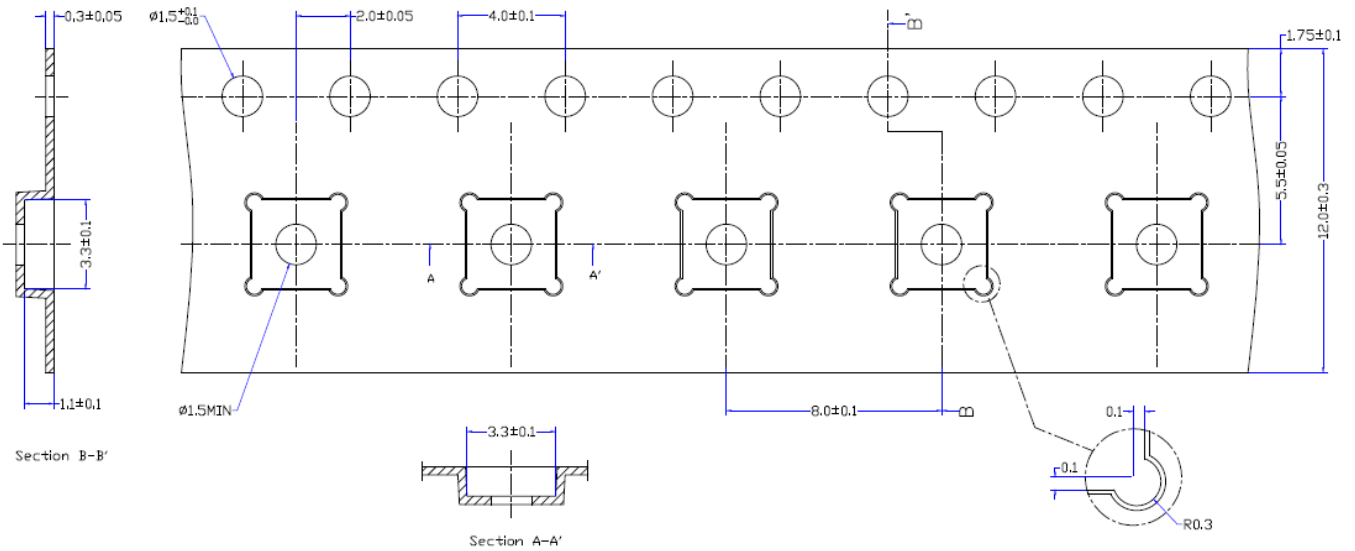 0.3±0.05
Ø1.5+0.1
-0.0
2.0±0.05
4.0±0.1
B
1.75±0.1
5.5±0.05
12.0±0.3
3.3±0.1
A
A'
1.1±0.1
Ø1.5MIN
8.0±0.1
B
0.1
3.3±0.1
Section B-B'
0.1
R0.3
Section A-A'